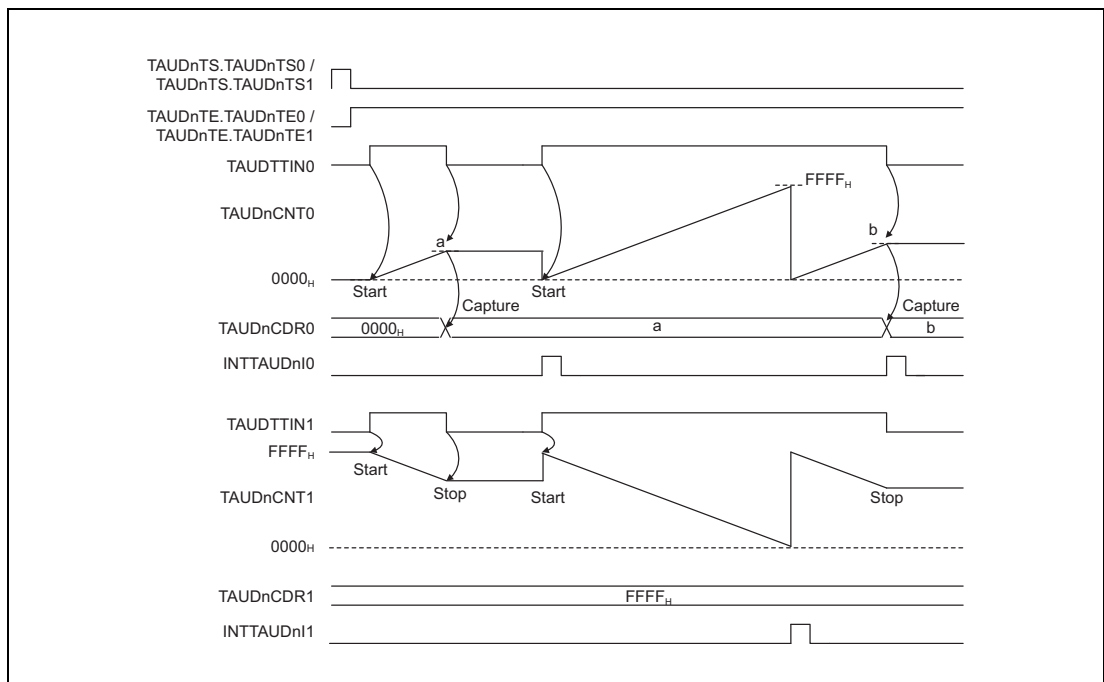 TAUDnTS.TAUDnTS0 /
TAUDnTS.TAUDnTS1
TAUDnTE.TAUDnTE0 /
TAUDnTE.TAUDnTE1
TAUDTTIN0
FFFFH
TAUDnCNT0
a
b
0000H
Start
Start
Capture
Capture
TAUDnCDR0
0000H
a
b
INTTAUDnI0
TAUDTTIN1
FFFFH
Start
TAUDnCNT1
Stop
Start
Stop
0000H
TAUDnCDR1
FFFFH
INTTAUDnI1